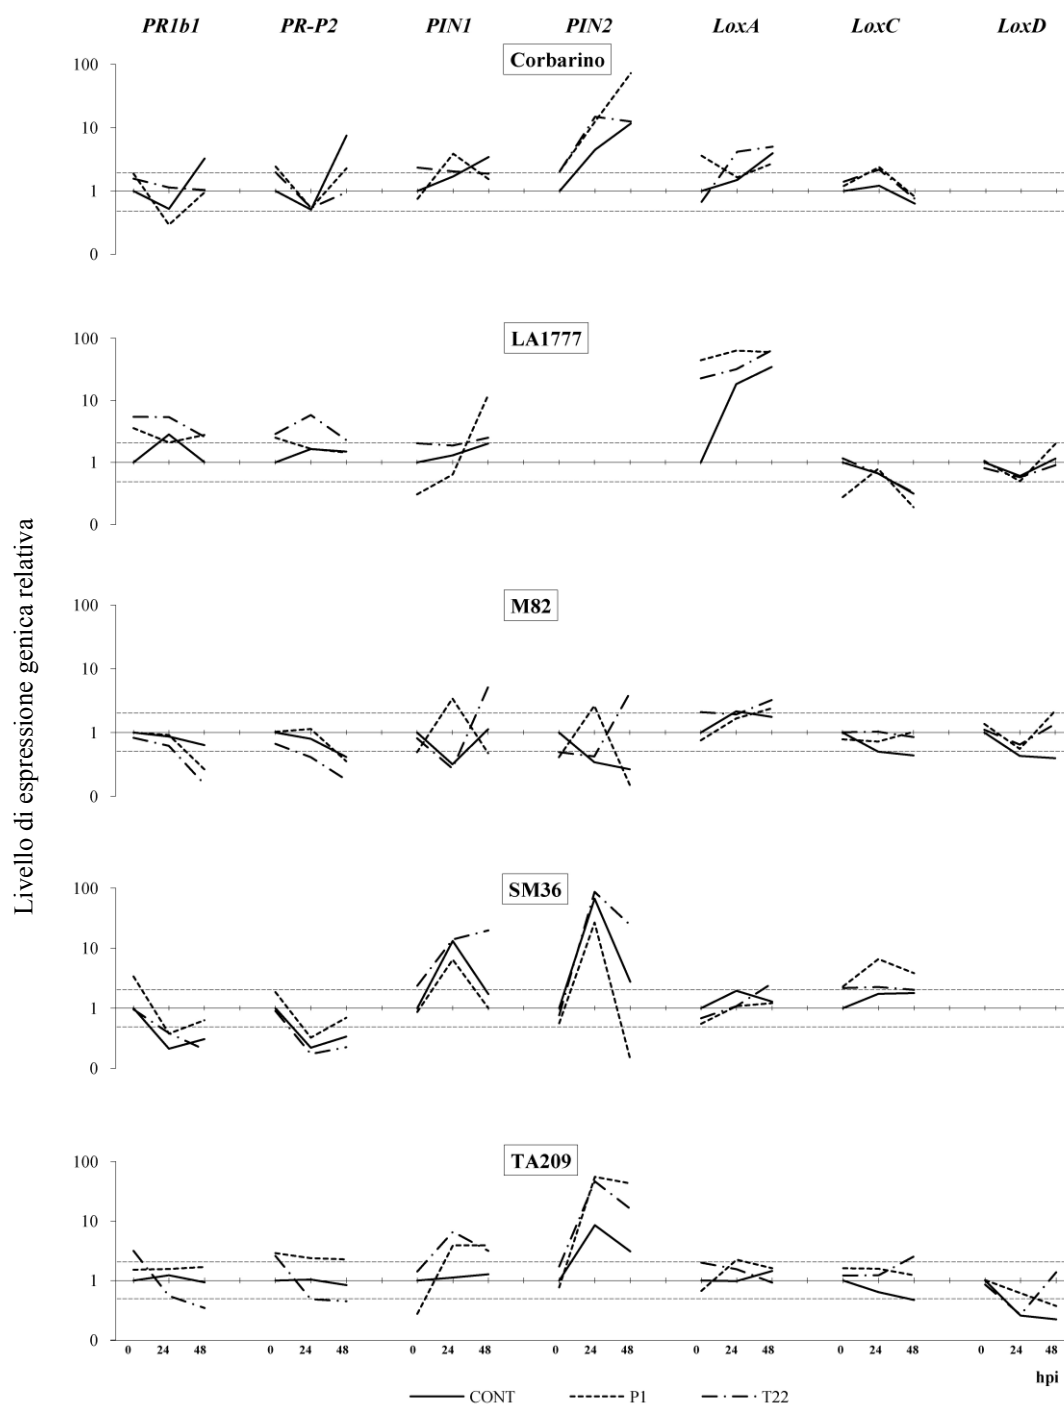 PR1b1 PR-P2 PIN1 PIN2 LoxA LoxC LoxD
Livello di espressione genica relativa
Corbarino
100
10
1
0
LA1777
100
10
1
0
M82
100
10
1
0
SM36
100
10
1
0
TA209
100
10
1
0
0 24 48 0 24 48 0 24 48 0 24 48 0 24 48 0 24 48 0 24 48
hpi
CONT P1 T22